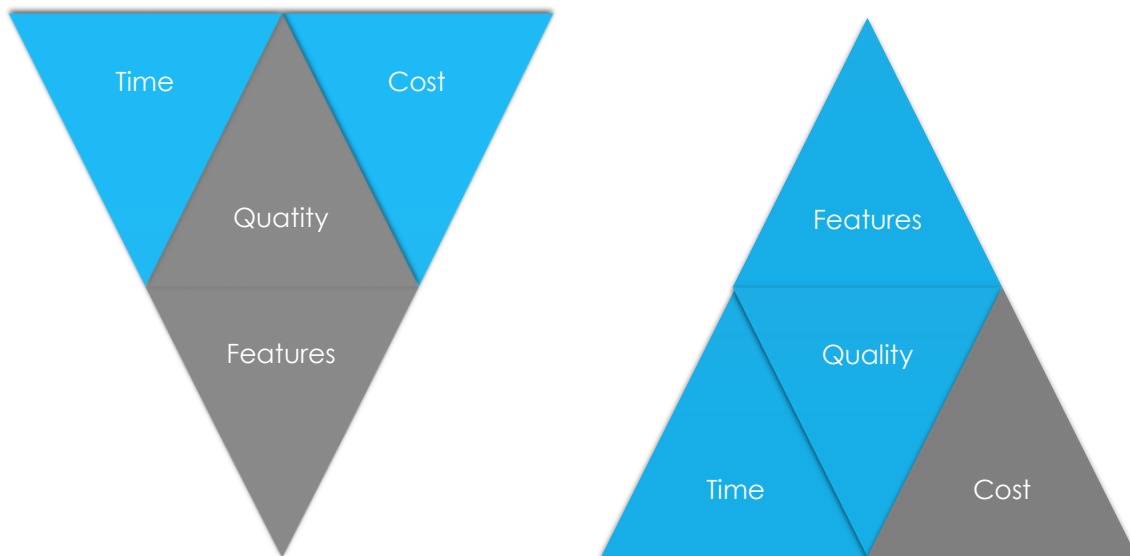 Time
Cost
Quatity
Features
Features
Quality
Time
Cost